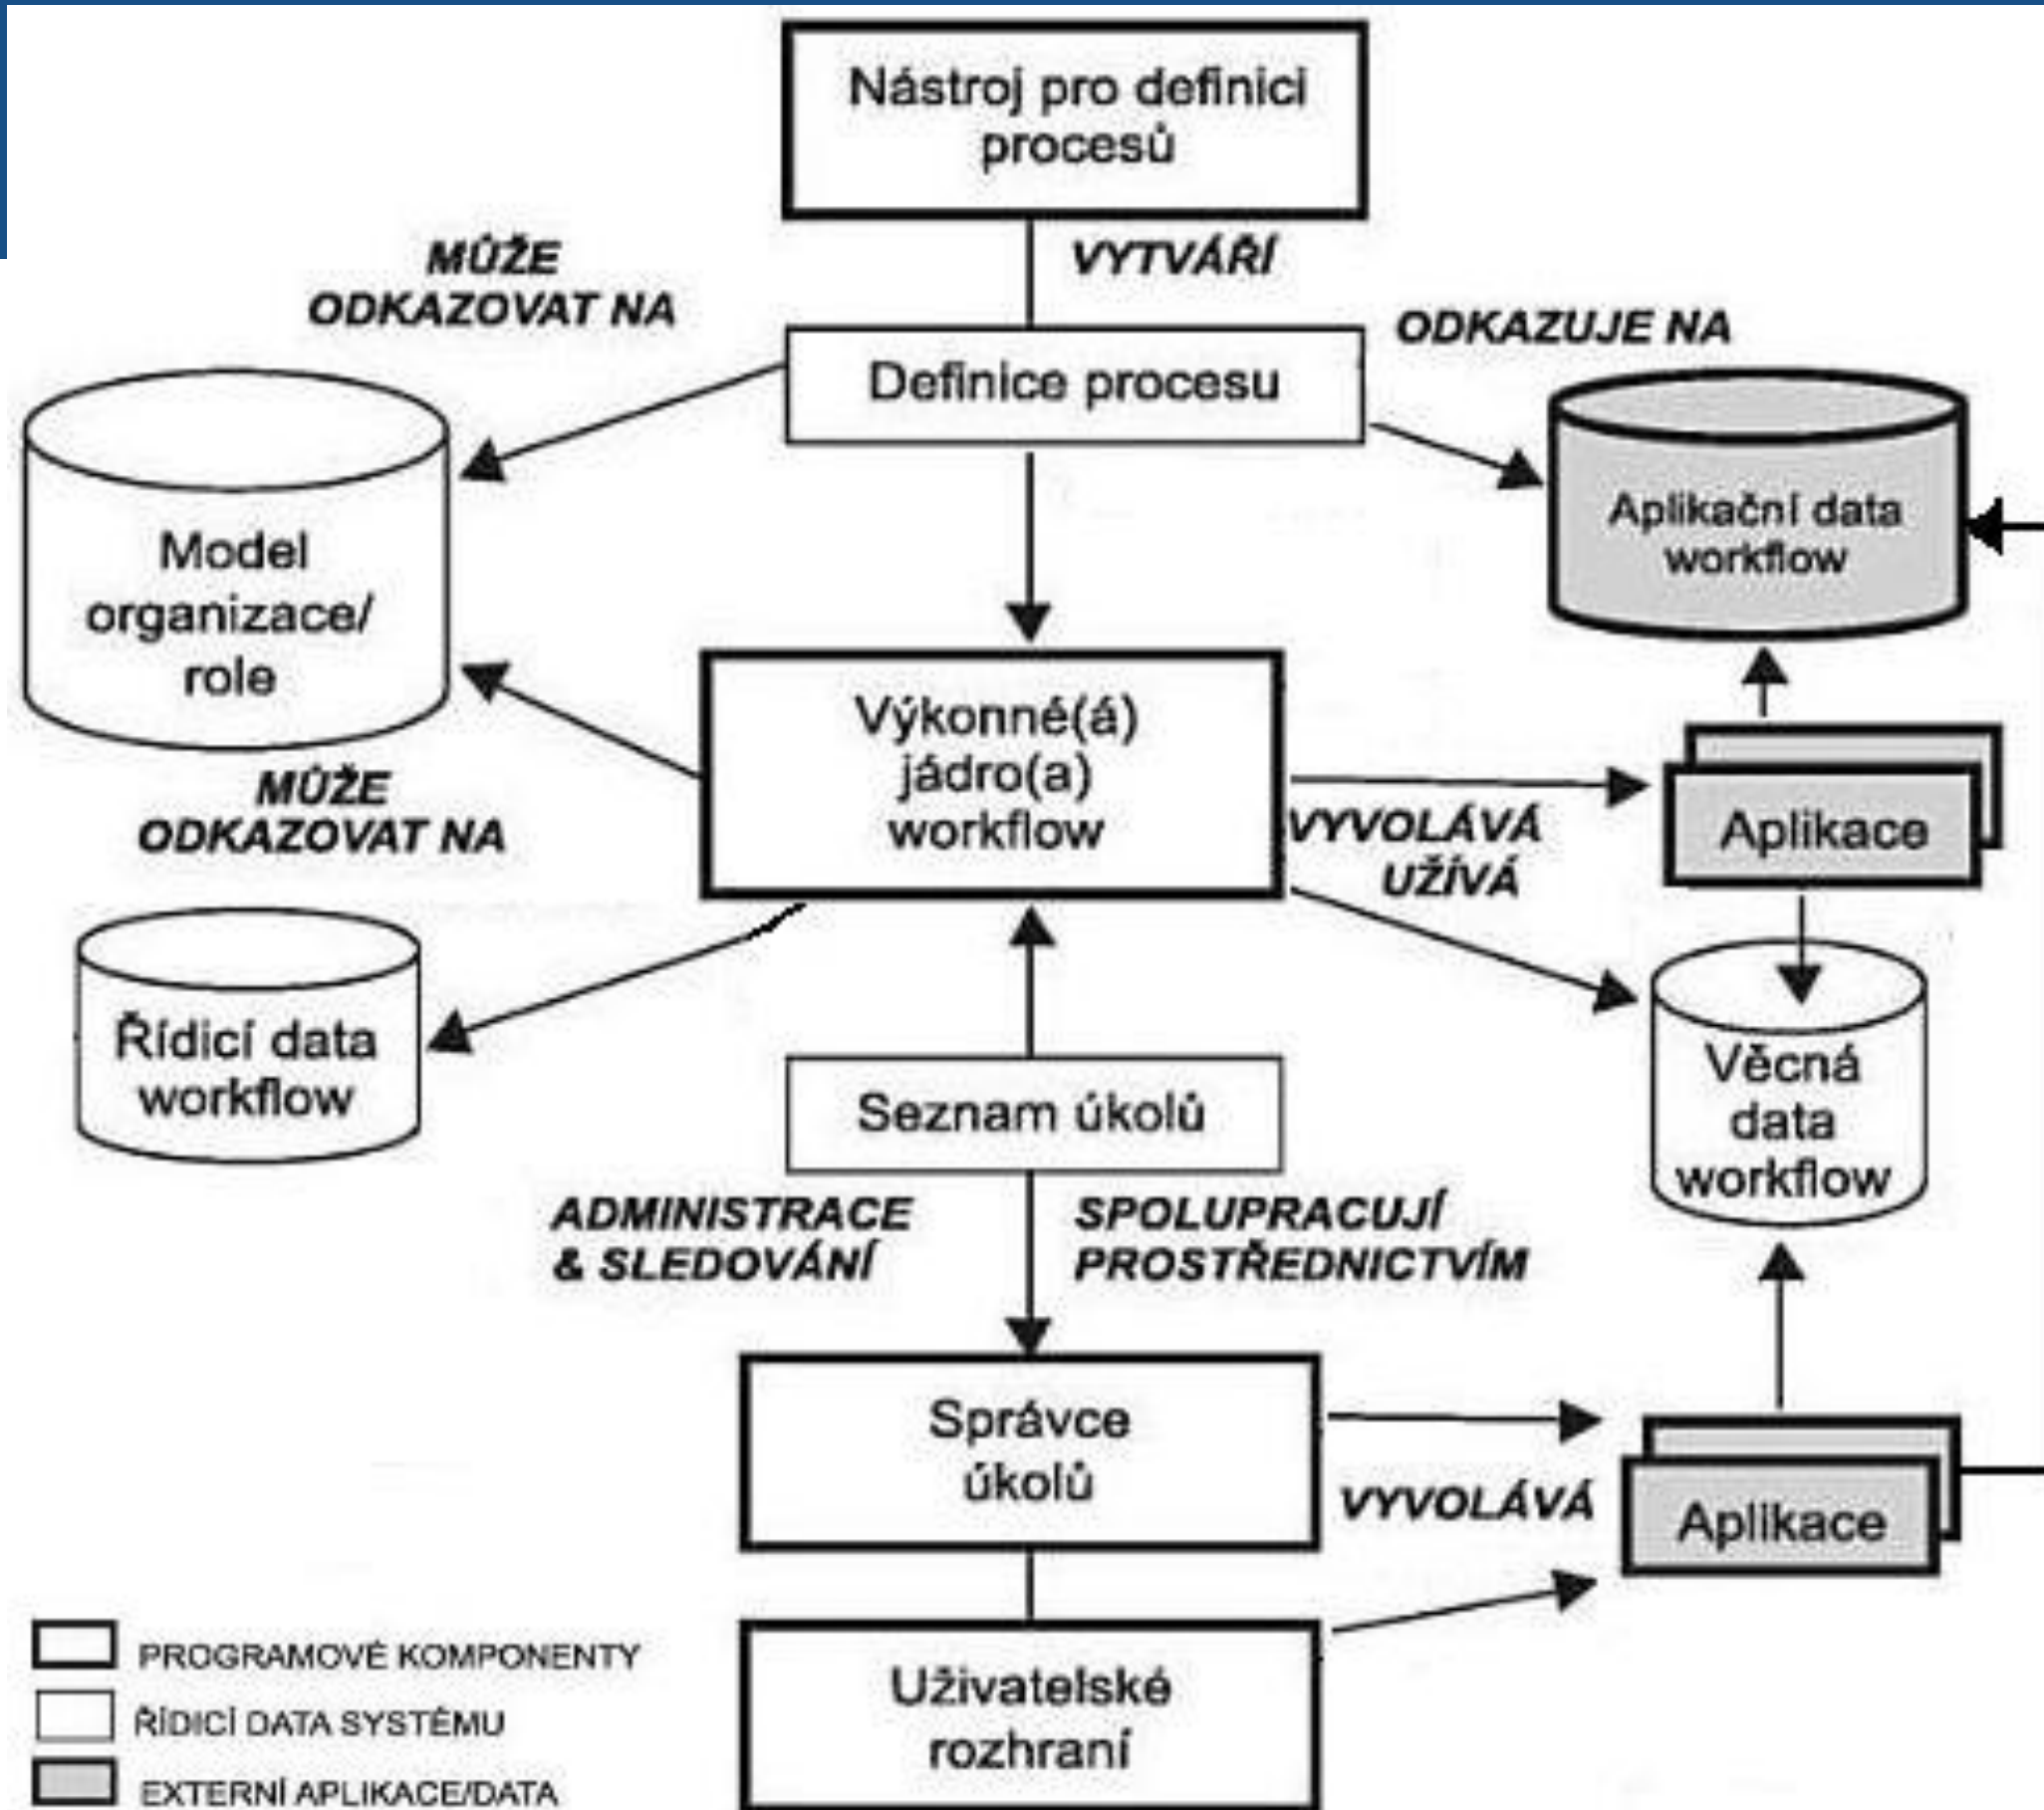 Nástroj pro definici
procesů
MŮŽE
ODKAZOVAT NA
VYTVÁŘÍ
ODKAZUJE NA
Definice procesu
Model
organizace/
role
Aplikační data
workflow
Výkonné(á)
jádro(a)
workflow
MŮŽE
ODKAZOVAT NA
VYVOLÁVÁ
UŽÍVÁ
Aplikace
Řídicí data
workflow
Seznam úkolů
Věcná
data
workflow
ADMINISTRACE
& SLEDOVÁNÍ
SPOLUPRACUJÍ
PROSTŘEDNICTVÍM
Správce
úkolů
VYVOLÁVÁ
Aplikace
Uživatelské
rozhraní
PROGRAMOVÉ KOMPONENTY
ŘÍDICÍ DATA SYSTÉMU
EXTERNÍ APLIKACE/DATA